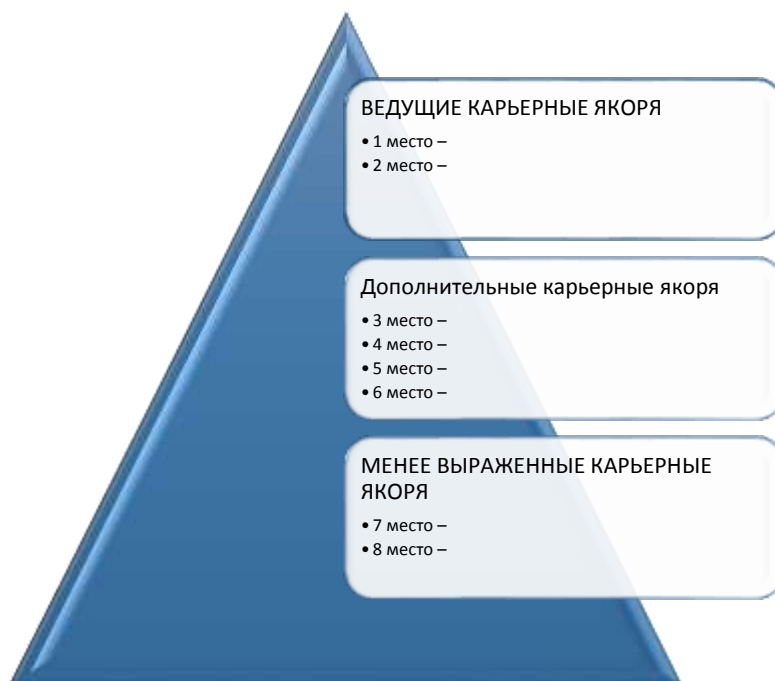 ВЕДУЩИЕ КАРЬЕРНЫЕ ЯКОРЯ
• 1 место –
• 2 место –
Дополнительные карьерные якоря
• 3 место –
• 4 место –
• 5 место –
• 6 место –
МЕНЕЕ ВЫРАЖЕННЫЕ КАРЬЕРНЫЕ
ЯКОРЯ
• 7 место –
• 8 место –